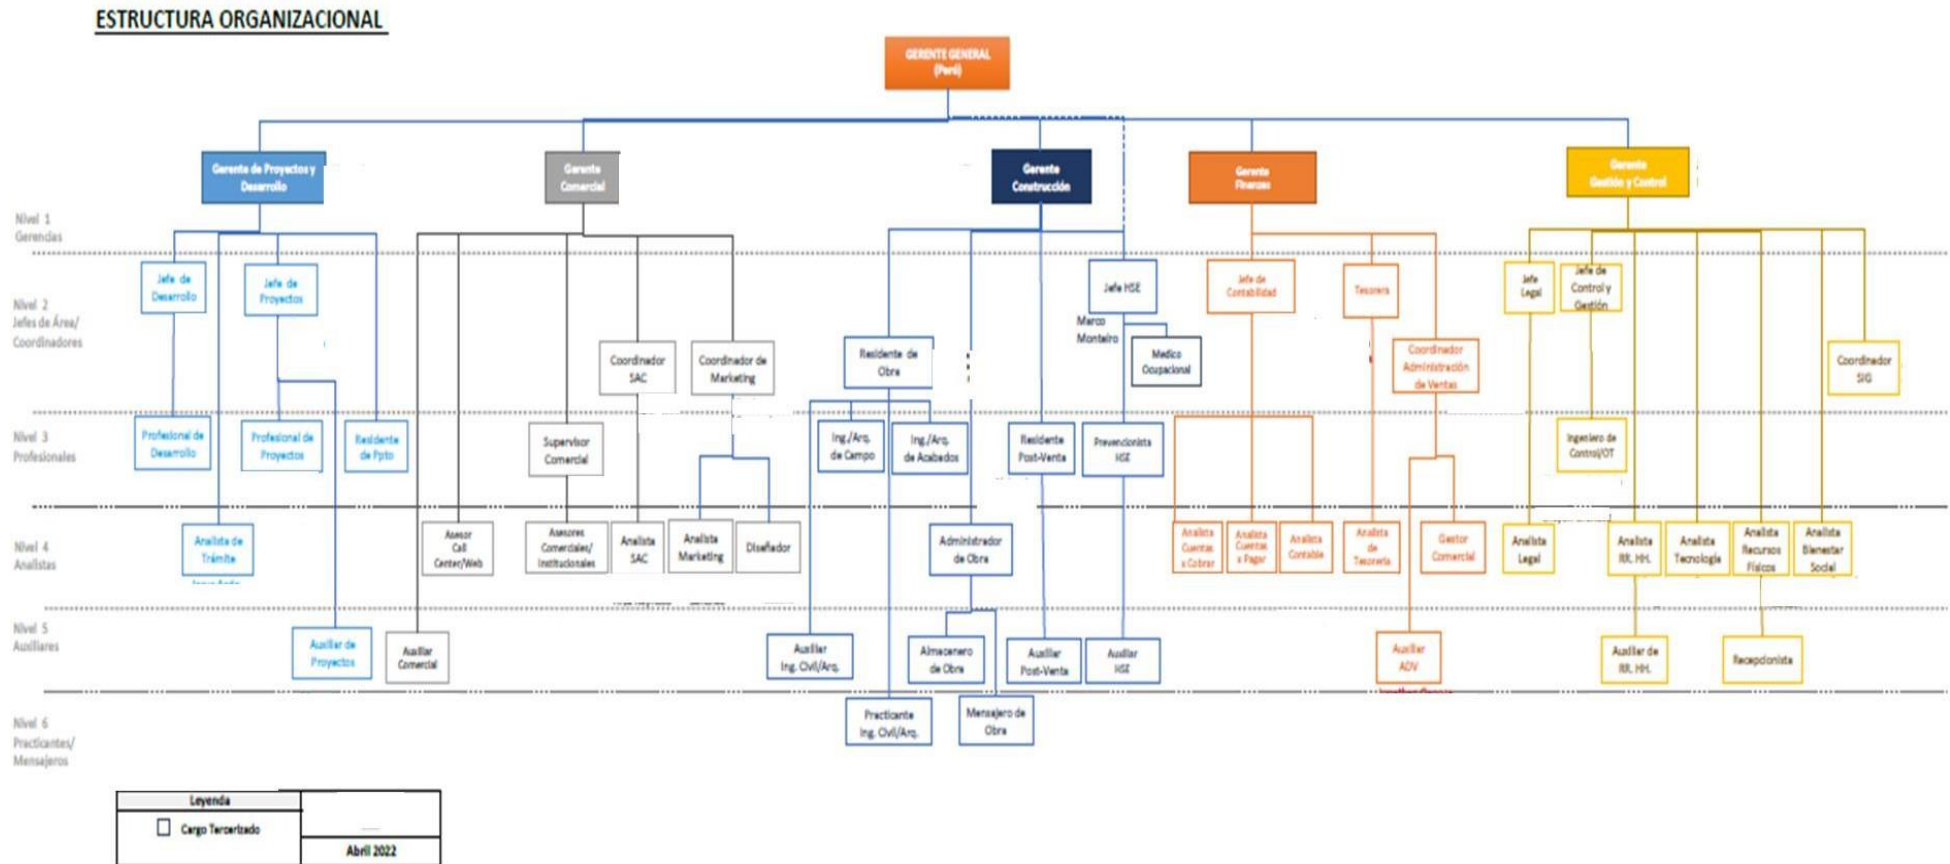 ESTRUCTURA ORGANIZACIONAL
GERENTE GENERAL
(Perú)
Gerente de Proyectos y
Desarrollo
Gerente
Comercial
Gerente
Construcción
Gerente
Finanzas
Gerente
Gestión y Control
Nivel 1
Gerencias
Jefe de
Desarrollo
Jefe de
Proyectos
Jefe HSE
Jefe de
Contabilidad
Tesorera
Jefe
Legal
Jefe de
Control y
Gestión
Nivel 2
Jefes de Área/
Coordinadores
Marco
Monteiro
Coordinador
SAC
Coordinador de
Marketing
Residente de
Obra
Medico
Ocupacional
Coordinador
Administración
de Ventas
Coordinador
SIG
Nivel 3
Profesionales
Profesional de
Desarrollo
Profesional de
Proyectos
Residente
de Ppto
Supervisor
Comercial
Ing./Arq.
de Campo
Ing./Arq.
de Acabados
Residente
Post-Venta
Prevencionista
HSE
Ingeniero de
Control/OT
Nivel 4
Analistas
Analista de
Trámite
Asesor
Call
Center/Web
Asesores
Comerciales/
Institucionales
Analista
SAC
Analista
Marketing
Diseñador
Administrador
de Obra
Analista
Cuentas
x Cobrar
Analista
Cuentas
x Pagar
Analista
Contable
Analista
de
Tesorería
Gestor
Comercial
Analista
Legal
Analista
RR. HH.
Analista
Tecnología
Analista
Recursos
Físicos
Analista
Bienestar
Social
Nivel 5
Auxiliares
Auxiliar de
Proyectos
Auxiliar
Comercial
Auxiliar
Ing. Civil/Arq.
Almacenero
de Obra
Auxiliar
Post-Venta
Auxiliar
HSE
Auxiliar
ADV
Auxiliar de
RR. HH.
Recepcionista
Nivel 6
Practicantes/
Mensajeros
Practicante
Ing. Civil/Arq.
Mensajero de
Obra
Leyenda
Cargo Tercerizado
Abril 2022